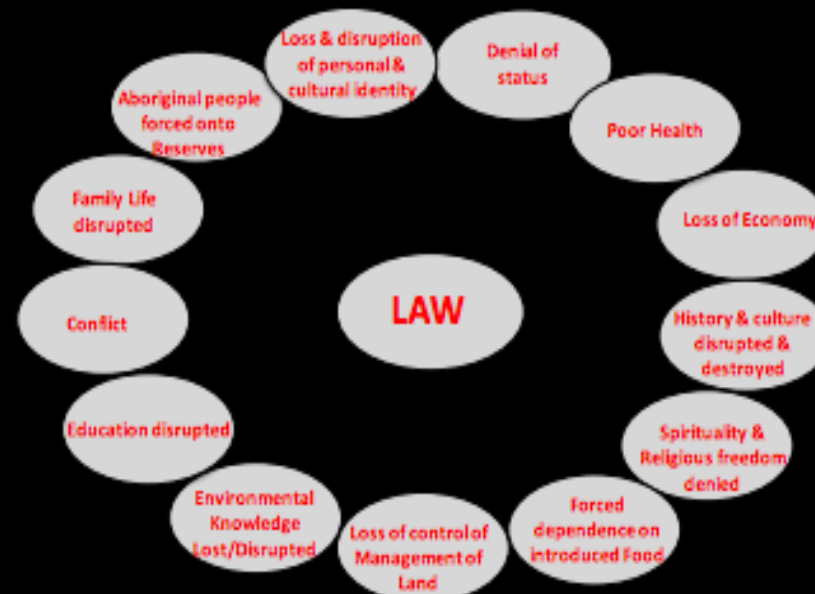 Loss & disruption
of personal &
cultural identity
Denial of
status
Poor Health
Loss of Economy
History & culture
disrupted &
destroyed
Spirituality &
Religious freedom
denied
Forced
dependence on
introduced Food
Loss of control of
Management of
Land
Environmental
Knowledge
Lost/Disrupted
Education disrupted
Conflict
Family Life
disrupted
Aboriginal people
forced onto
Reserves
LAW